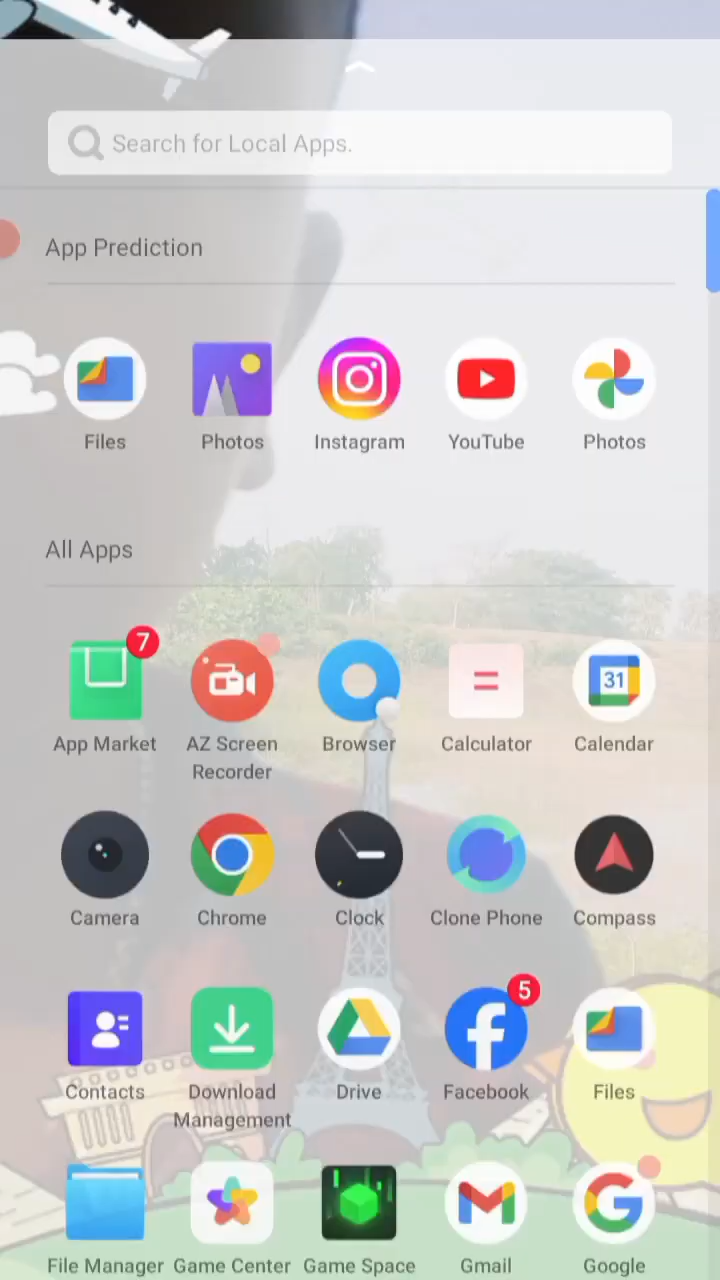 Search for Local Apps.
App Prediction
Files
Photos
Instagram
YouTube
Photos
All Apps
7
31
App Market
AZ Screen
Recorder
Browser
Calculator
Calendar
Camera
Chrome
Clock
Clone Phone
Compass
5
Contacts
Download
Management
Drive
Facebook
Files
File Manager
Game Center
Game Space
Gmail
Google